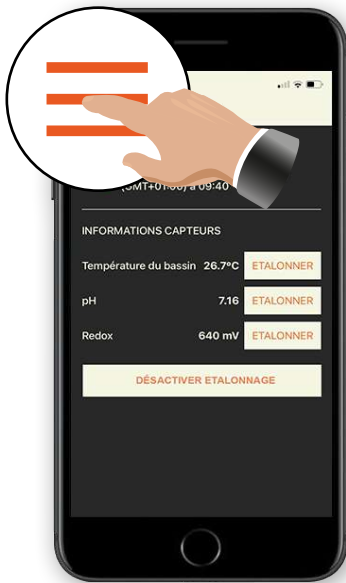 (GMT+01:00) à 09:40
INFORMATIONS CAPTEURS
Température du bassin 26.7°C ETALONNER
pH 7.16 ETALONNER
Redox 640 mV ETALONNER
DÉSACTIVER ETALONNAGE